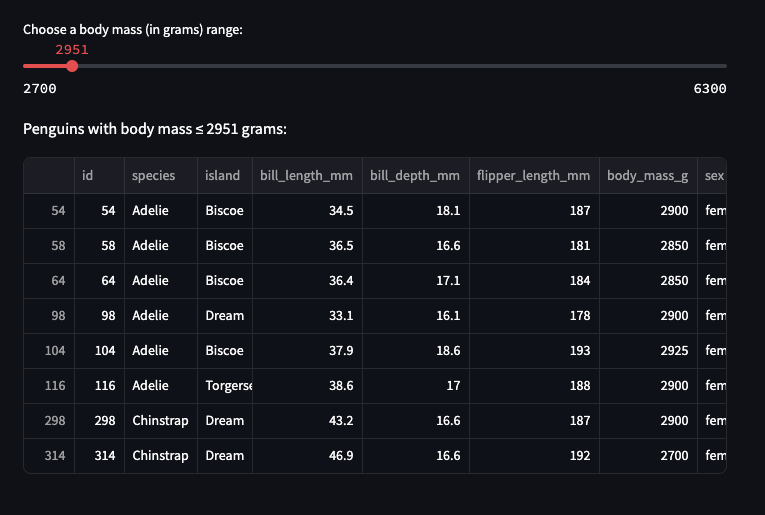 Choose a body mass (in grams) range:
2951
2700 6300
Penguins with body mass ≤ 2951 grams:
id species island bill_length_mm bill_depth_mm flipper_length_mm body_mass_g sex
54 54 Adelie Biscoe 34.5 18.1 187 2900 fem
58 58 Adelie Biscoe 36.5 16.6 181 2850 fem
64 64 Adelie Biscoe 36.4 17.1 184 2850 fem
98 98 Adelie Dream 33.1 16.1 178 2900 fem
104 104 Adelie Biscoe 37.9 18.6 193 2925 fem
116 116 Adelie Torgerse 38.6 17 188 2900 fem
298 298 Chinstrap Dream 43.2 16.6 187 2900 fem
314 314 Chinstrap Dream 46.9 16.6 192 2700 fem